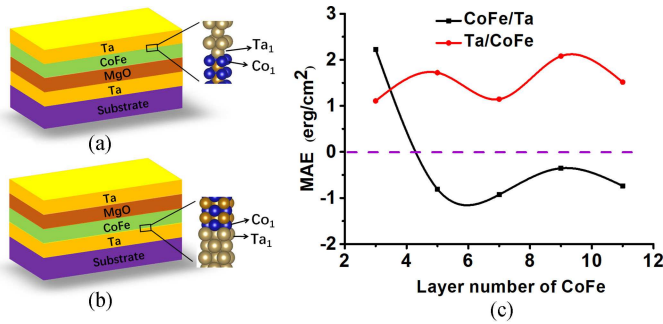 Ta
CoFe
MgO
Ta
Substrate
Ta1
Co1
(a)
Ta
MgO
CoFe
Ta
Substrate
Co1
Ta1
(b)
CoFe/Ta
Ta/CoFe
MAE (erg/cm²)
3
2
1
0
-1
-2
2 4 6 8 10 12
Layer number of CoFe
(c)